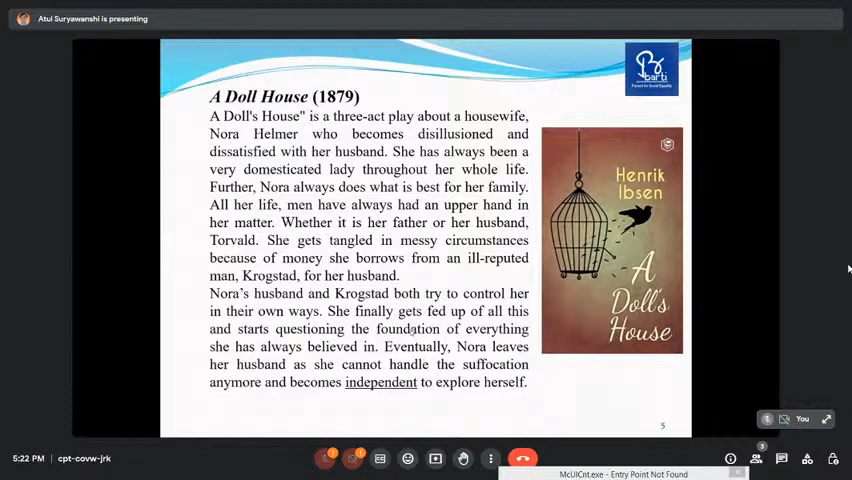 Atul Suryawanshi is presenting
barti
A Doll House (1879)
A Doll's House" is a three-act play about a housewife,
Nora Helmer who becomes disillusioned and
dissatisfied with her husband. She has always been a
very domesticated lady throughout her whole life.
Further, Nora always does what is best for her family.
All her life, men have always had an upper hand in
her matter. Whether it is her father or her husband,
Torvald. She gets tangled in messy circumstances
because of money she borrows from an ill-reputed
man, Krogstad, for her husband.
Nora's husband and Krogstad both try to control her
in their own ways. She finally gets fed up of all this
and starts questioning the foundation of everything
she has always believed in. Eventually, Nora leaves
her husband as she cannot handle the suffocation
anymore and becomes independent to explore herself.
Henrik
Ibsen
A
Doll's
House
5
You
5:22 PM
cpt-covw-jrk
3
McUICnt.exe - Entry Point Not Found